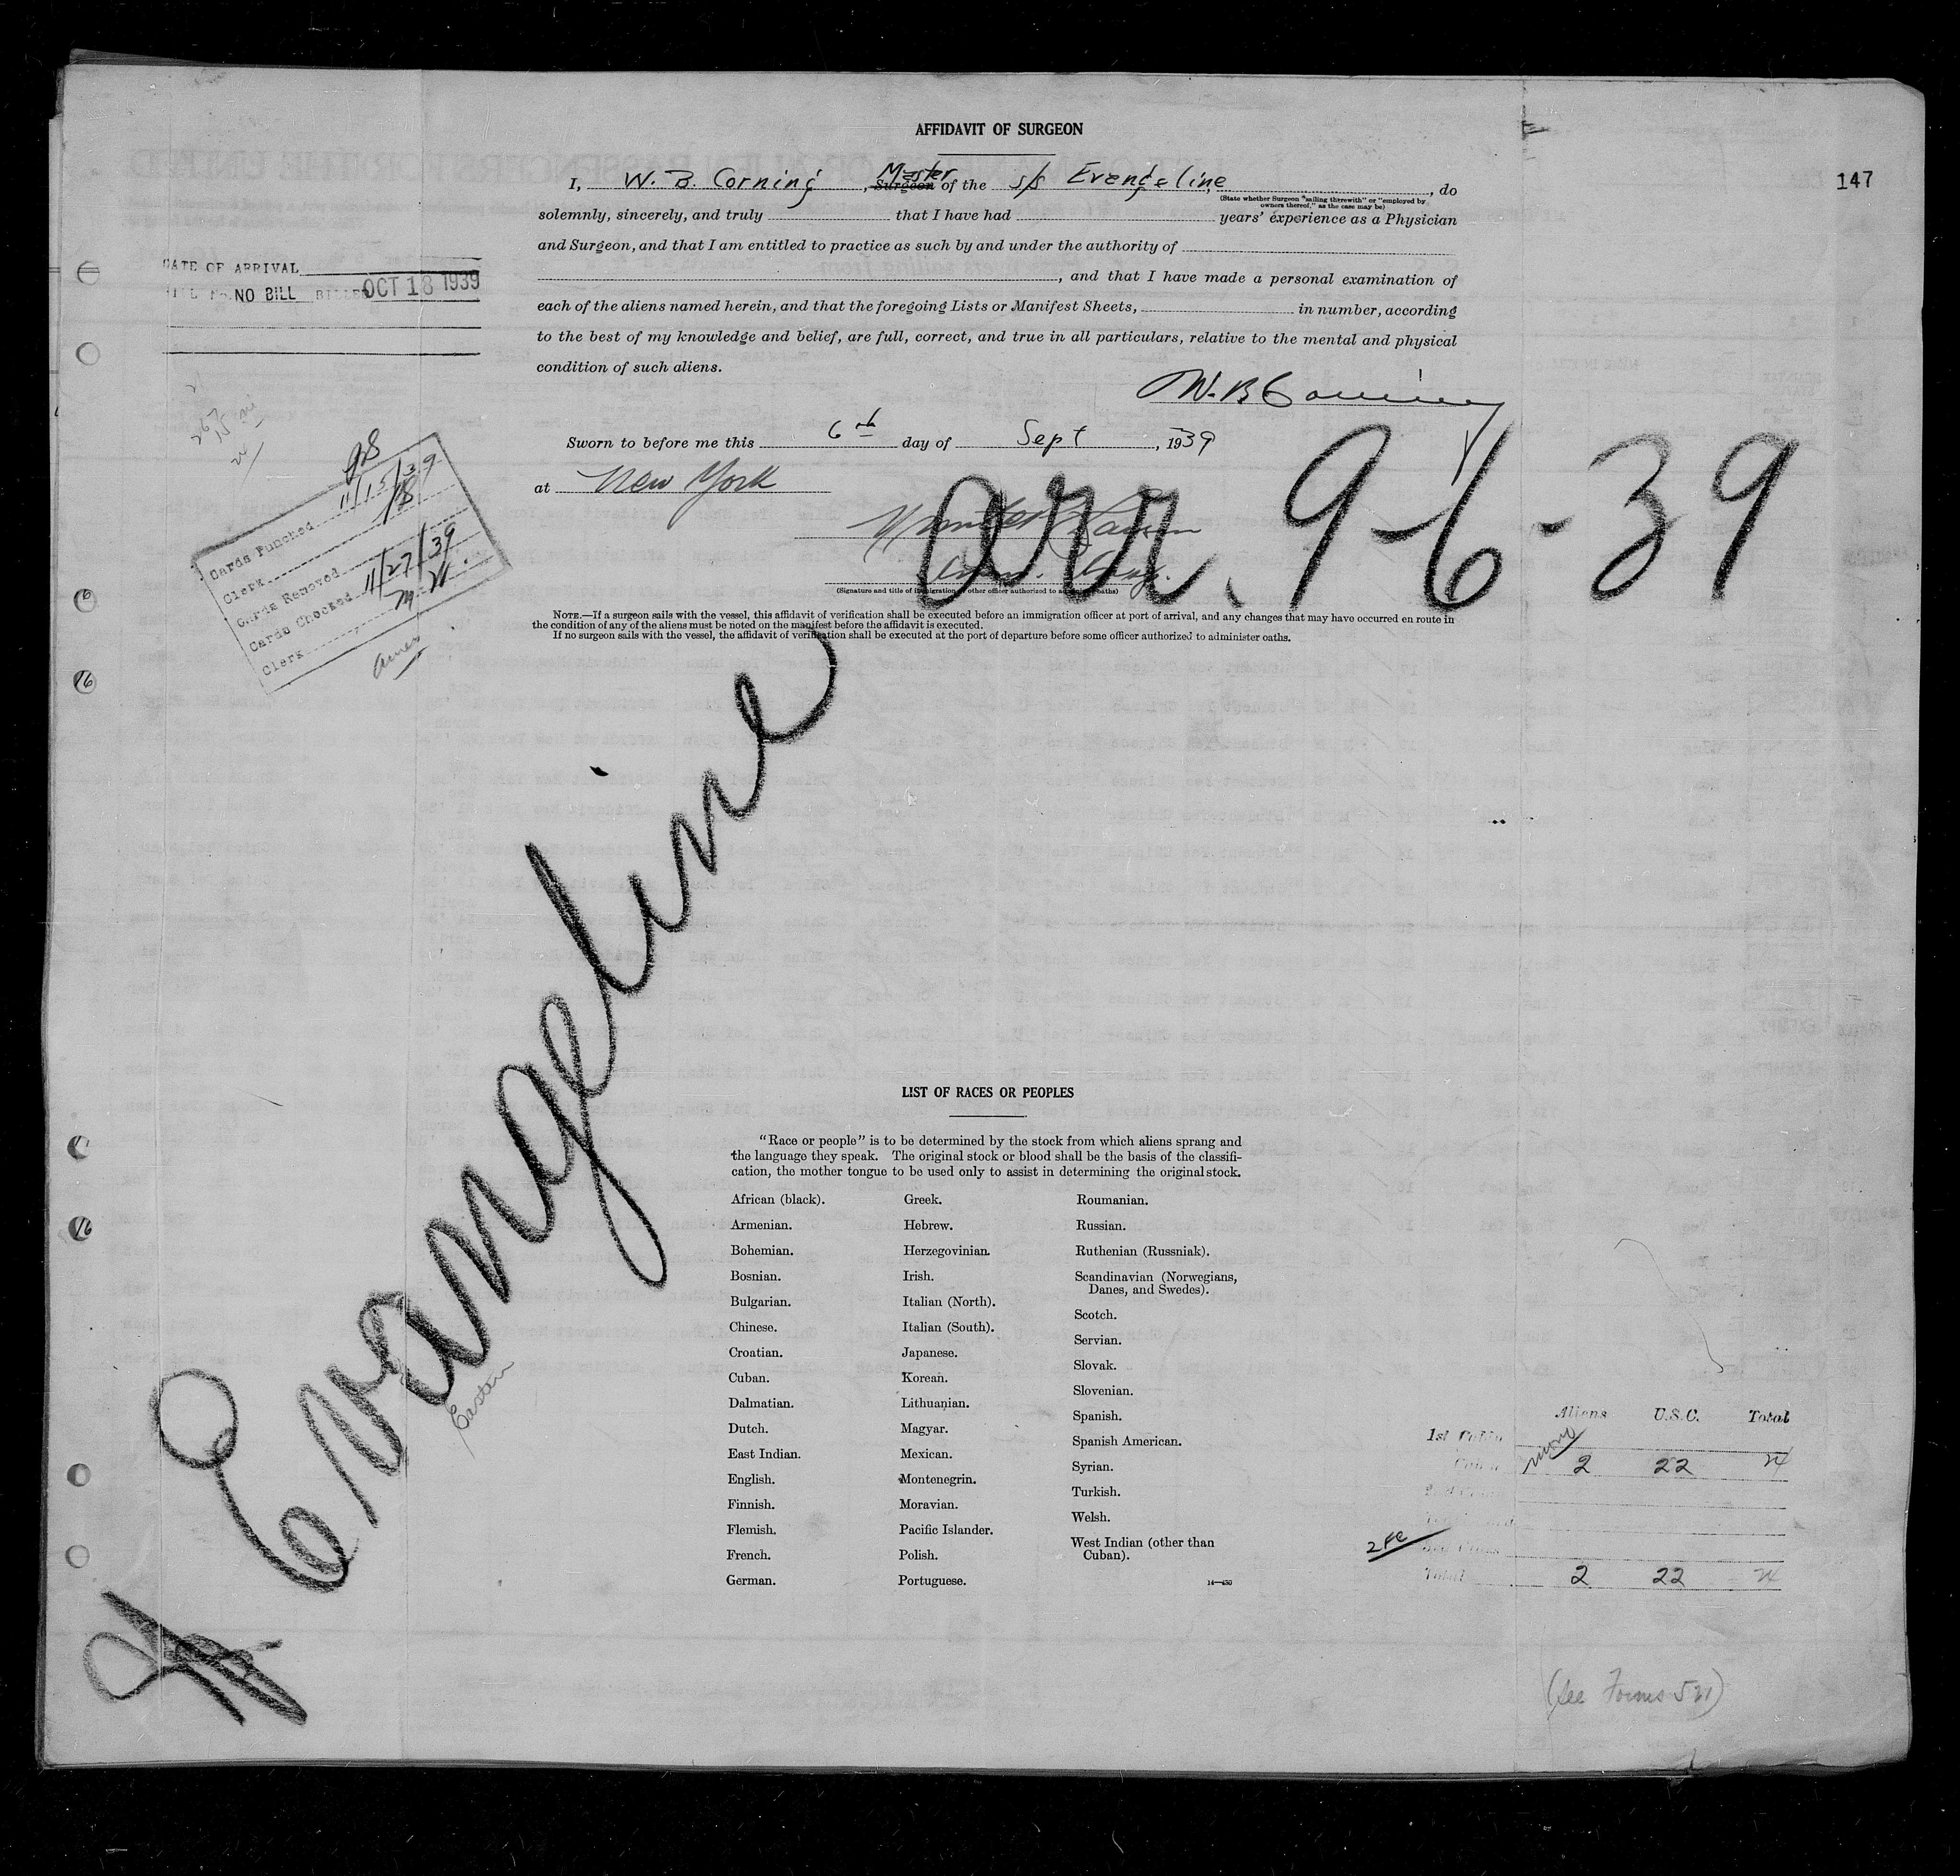 AFFIDAVIT OF SURGEON
147
I, W. B. Corning, Master Surgeon of the s/s Evangeline, do
(State whether Surgeon "sailing therewith" or "employed by
owners thereof," as the case may be)
solemnly, sincerely, and truly that I have had years' experience as a Physician
and Surgeon, and that I am entitled to practice as such by and under the authority of
, and that I have made a personal examination of
each of the aliens named herein, and that the foregoing Lists or Manifest Sheets, in number, according
to the best of my knowledge and belief, are full, correct, and true in all particulars, relative to the mental and physical
condition of such aliens.
DATE OF ARRIVAL
NO BILL BILLED OCT 18 1939
W. B. Corning
Sworn to before me this 6th day of Sept, 1939
at New York
arr. 9-6-39
(Signature and title of immigration or other officer authorized to administer oaths)
Cards Punched 11/15/39
Clerk
Cards Removed
Cards Checked 11/27/39
Clerk
NOTE.—If a surgeon sails with the vessel, this affidavit of verification shall be executed before an immigration officer at port of arrival, and any changes that may have occurred en route in
the condition of any of the aliens must be noted on the manifest before the affidavit is executed.
If no surgeon sails with the vessel, the affidavit of verification shall be executed at the port of departure before some officer authorized to administer oaths.
Evangeline
Eastern
LIST OF RACES OR PEOPLES
"Race or people" is to be determined by the stock from which aliens sprang and
the language they speak. The original stock or blood shall be the basis of the classifi-
cation, the mother tongue to be used only to assist in determining the original stock.
African (black).
Armenian.
Bohemian.
Bosnian.
Bulgarian.
Chinese.
Croatian.
Cuban.
Dalmatian.
Dutch.
East Indian.
English.
Finnish.
Flemish.
French.
German.
Greek.
Hebrew.
Herzegovinian.
Irish.
Italian (North).
Italian (South).
Japanese.
Korean.
Lithuanian.
Magyar.
Mexican.
Montenegrin.
Moravian.
Pacific Islander.
Polish.
Portuguese.
Roumanian.
Russian.
Ruthenian (Russniak).
Scandinavian (Norwegians,
Danes, and Swedes).
Scotch.
Servian.
Slovak.
Slovenian.
Spanish.
Spanish American.
Syrian.
Turkish.
Welsh.
West Indian (other than
Cuban).
Aliens U.S.C. Total
1st Cabin
Cabin 2 22 24
Total 2 22 24
(See Forms 521)